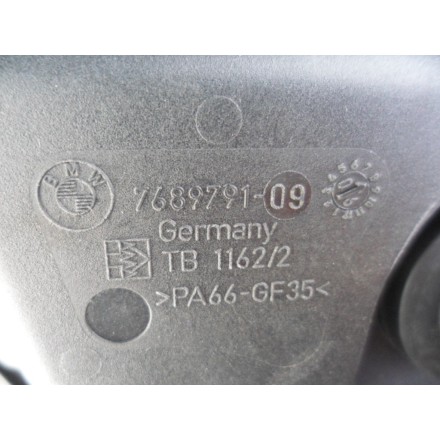 BMW
7689791-09
Germany
TB 1162/2
>PA66-GF35<